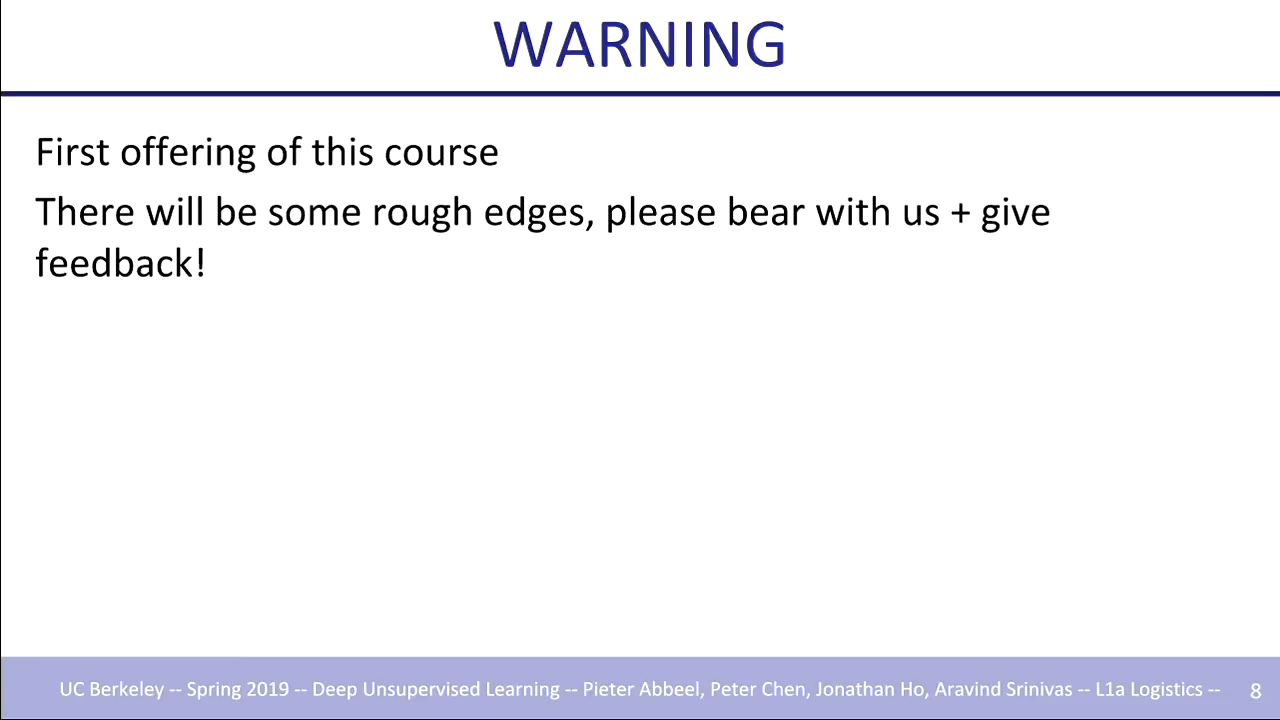 WARNING
First offering of this course
There will be some rough edges, please bear with us + give
feedback!
UC Berkeley -- Spring 2019 -- Deep Unsupervised Learning -- Pieter Abbeel, Peter Chen, Jonathan Ho, Aravind Srinivas -- L1a Logistics -- 8